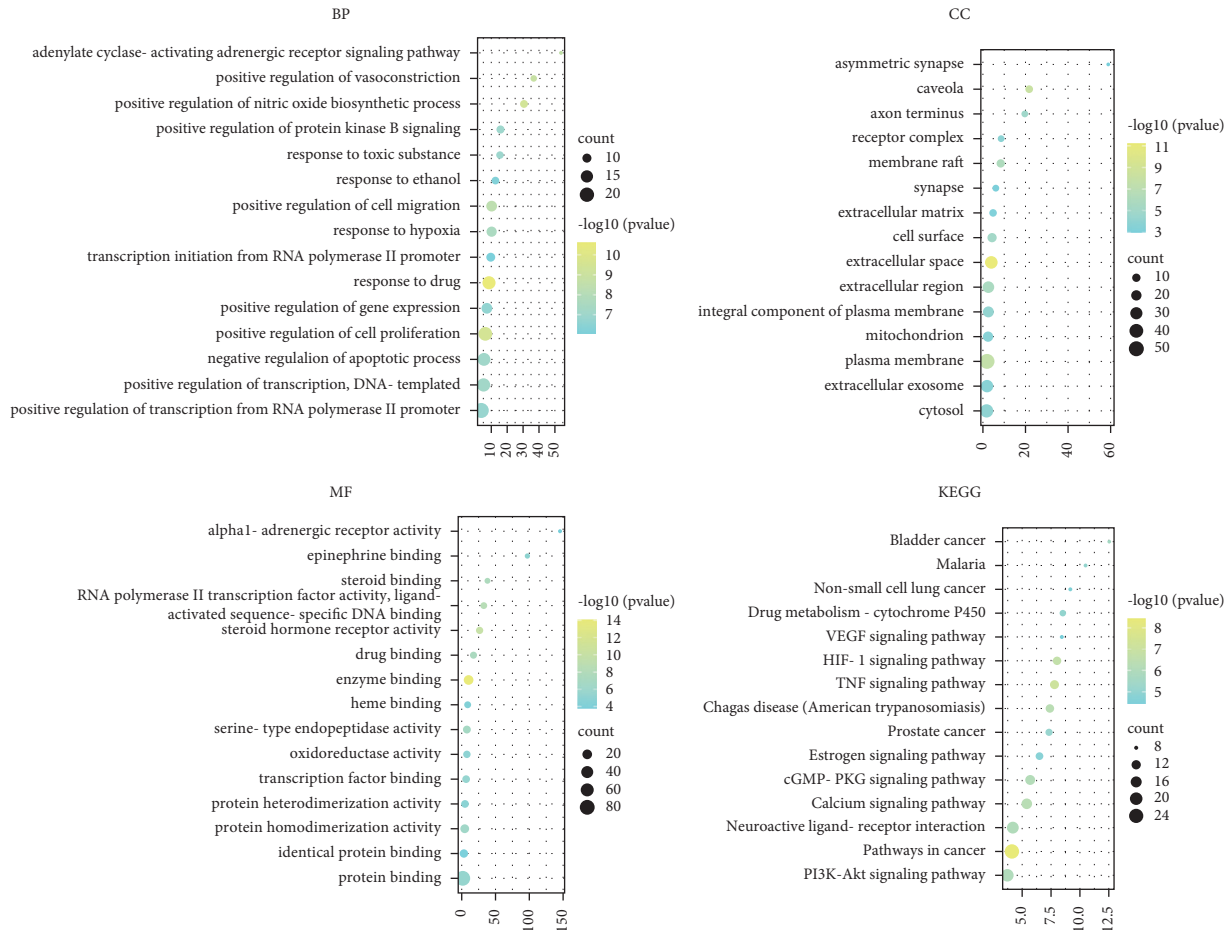 BP
adenylate cyclase- activating adrenergic receptor signaling pathway
positive regulation of vasoconstriction
positive regulation of nitric oxide biosynthetic process
positive regulation of protein kinase B signaling
response to toxic substance
response to ethanol
positive regulation of cell migration
response to hypoxia
transcription initiation from RNA polymerase II promoter
response to drug
positive regulation of gene expression
positive regulation of cell proliferation
negative regulalion of apoptotic process
positive regulation of transcription, DNA- templated
positive regulation of transcription from RNA polymerase II promoter
10 20 30 40 50
count
10
15
20
-log10 (pvalue)
10
9
8
7
CC
asymmetric synapse
caveola
axon terminus
receptor complex
membrane raft
synapse
extracellular matrix
cell surface
extracellular space
extracellular region
integral component of plasma membrane
mitochondrion
plasma membrane
extracellular exosome
cytosol
0 20 40 60
-log10 (pvalue)
11
9
7
5
3
count
10
20
30
40
50
MF
alpha1- adrenergic receptor activity
epinephrine binding
steroid binding
RNA polymerase II transcription factor activity, ligand-
activated sequence- specific DNA binding
steroid hormone receptor activity
drug binding
enzyme binding
heme binding
serine- type endopeptidase activity
oxidoreductase activity
transcription factor binding
protein heterodimerization activity
protein homodimerization activity
identical protein binding
protein binding
0 50 100 150
-log10 (pvalue)
14
12
10
8
6
4
count
20
40
60
80
KEGG
Bladder cancer
Malaria
Non-small cell lung cancer
Drug metabolism - cytochrome P450
VEGF signaling pathway
HIF- 1 signaling pathway
TNF signaling pathway
Chagas disease (American trypanosomiasis)
Prostate cancer
Estrogen signaling pathway
cGMP- PKG signaling pathway
Calcium signaling pathway
Neuroactive ligand- receptor interaction
Pathways in cancer
PI3K-Akt signaling pathway
5.0 7.5 10.0 12.5
-log10 (pvalue)
8
7
6
5
count
8
12
16
20
24